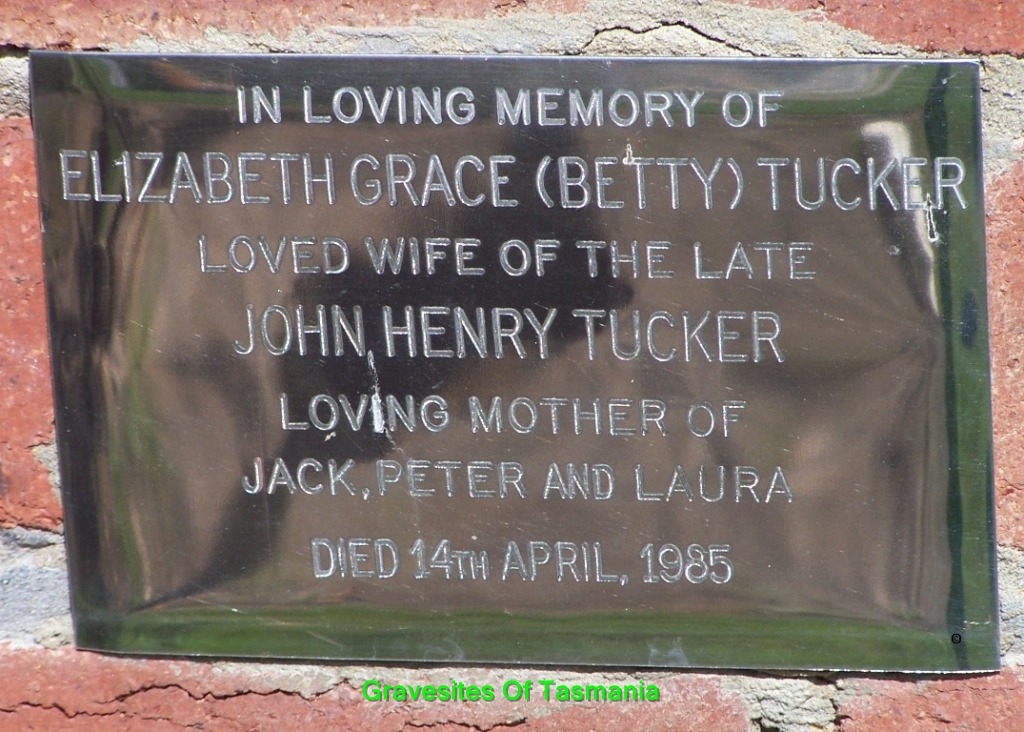 IN LOVING MEMORY OF
ELIZABETH GRACE (BETTY) TUCKER
LOVED WIFE OF THE LATE
JOHN HENRY TUCKER
LOVING MOTHER OF
JACK, PETER AND LAURA
DIED 14TH APRIL, 1985
Gravesites Of Tasmania